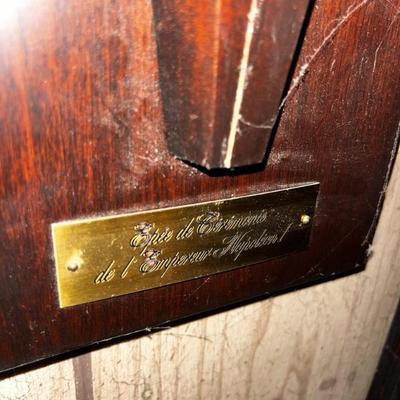 Epée de Cérémonie
de l'Empereur Napoléon I